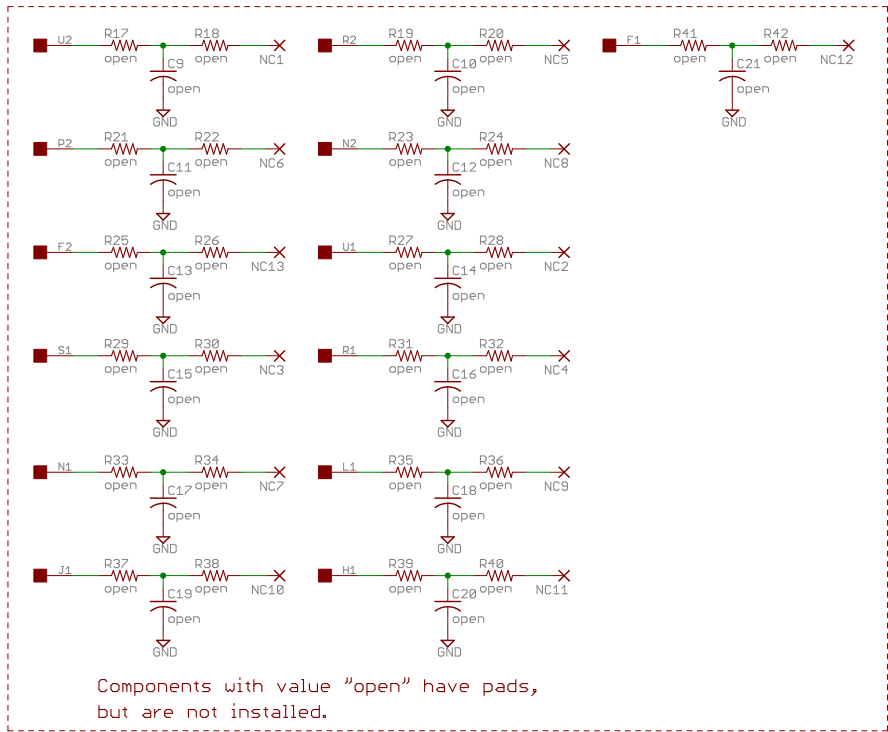 U2 R17 open R18 open NC1 C9 open GND
R2 R19 open R20 open NC5 C10 open GND
F1 R41 open R42 open NC12 C21 open GND
P2 R21 open R22 open NC6 C11 open GND
N2 R23 open R24 open NC8 C12 open GND
F2 R25 open R26 open NC13 C13 open GND
U1 R27 open R28 open NC2 C14 open GND
S1 R29 open R30 open NC3 C15 open GND
R1 R31 open R32 open NC4 C16 open GND
N1 R33 open R34 open NC7 C17 open GND
L1 R35 open R36 open NC9 C18 open GND
J1 R37 open R38 open NC10 C19 open GND
H1 R39 open R40 open NC11 C20 open GND
Components with value "open" have pads,
but are not installed.